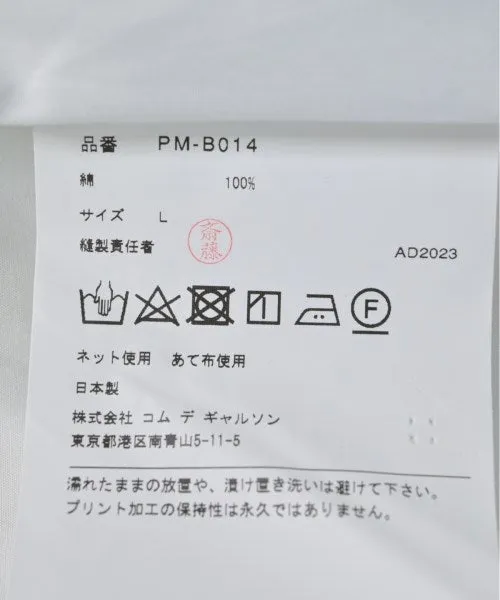 品番 PM-B014
綿 100%
サイズ L
縫製責任者 斎藤 AD2023
F
ネット使用 あて布使用
日本製
株式会社 コム デ ギャルソン
東京都港区南青山5-11-5
濡れたままの放置や、漬け置き洗いは避けて下さい。
プリント加工の保持性は永久ではありません。